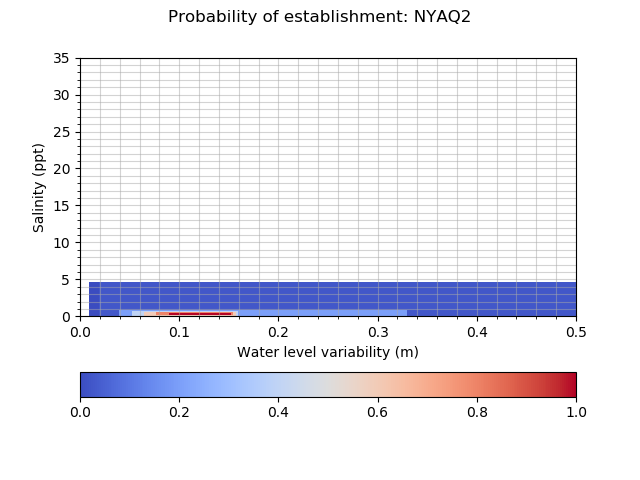 Probability of establishment: NYAQ2
35
30
25
20
15
10
5
0
Salinity (ppt)
0.0 0.1 0.2 0.3 0.4 0.5
Water level variability (m)
0.0 0.2 0.4 0.6 0.8 1.0